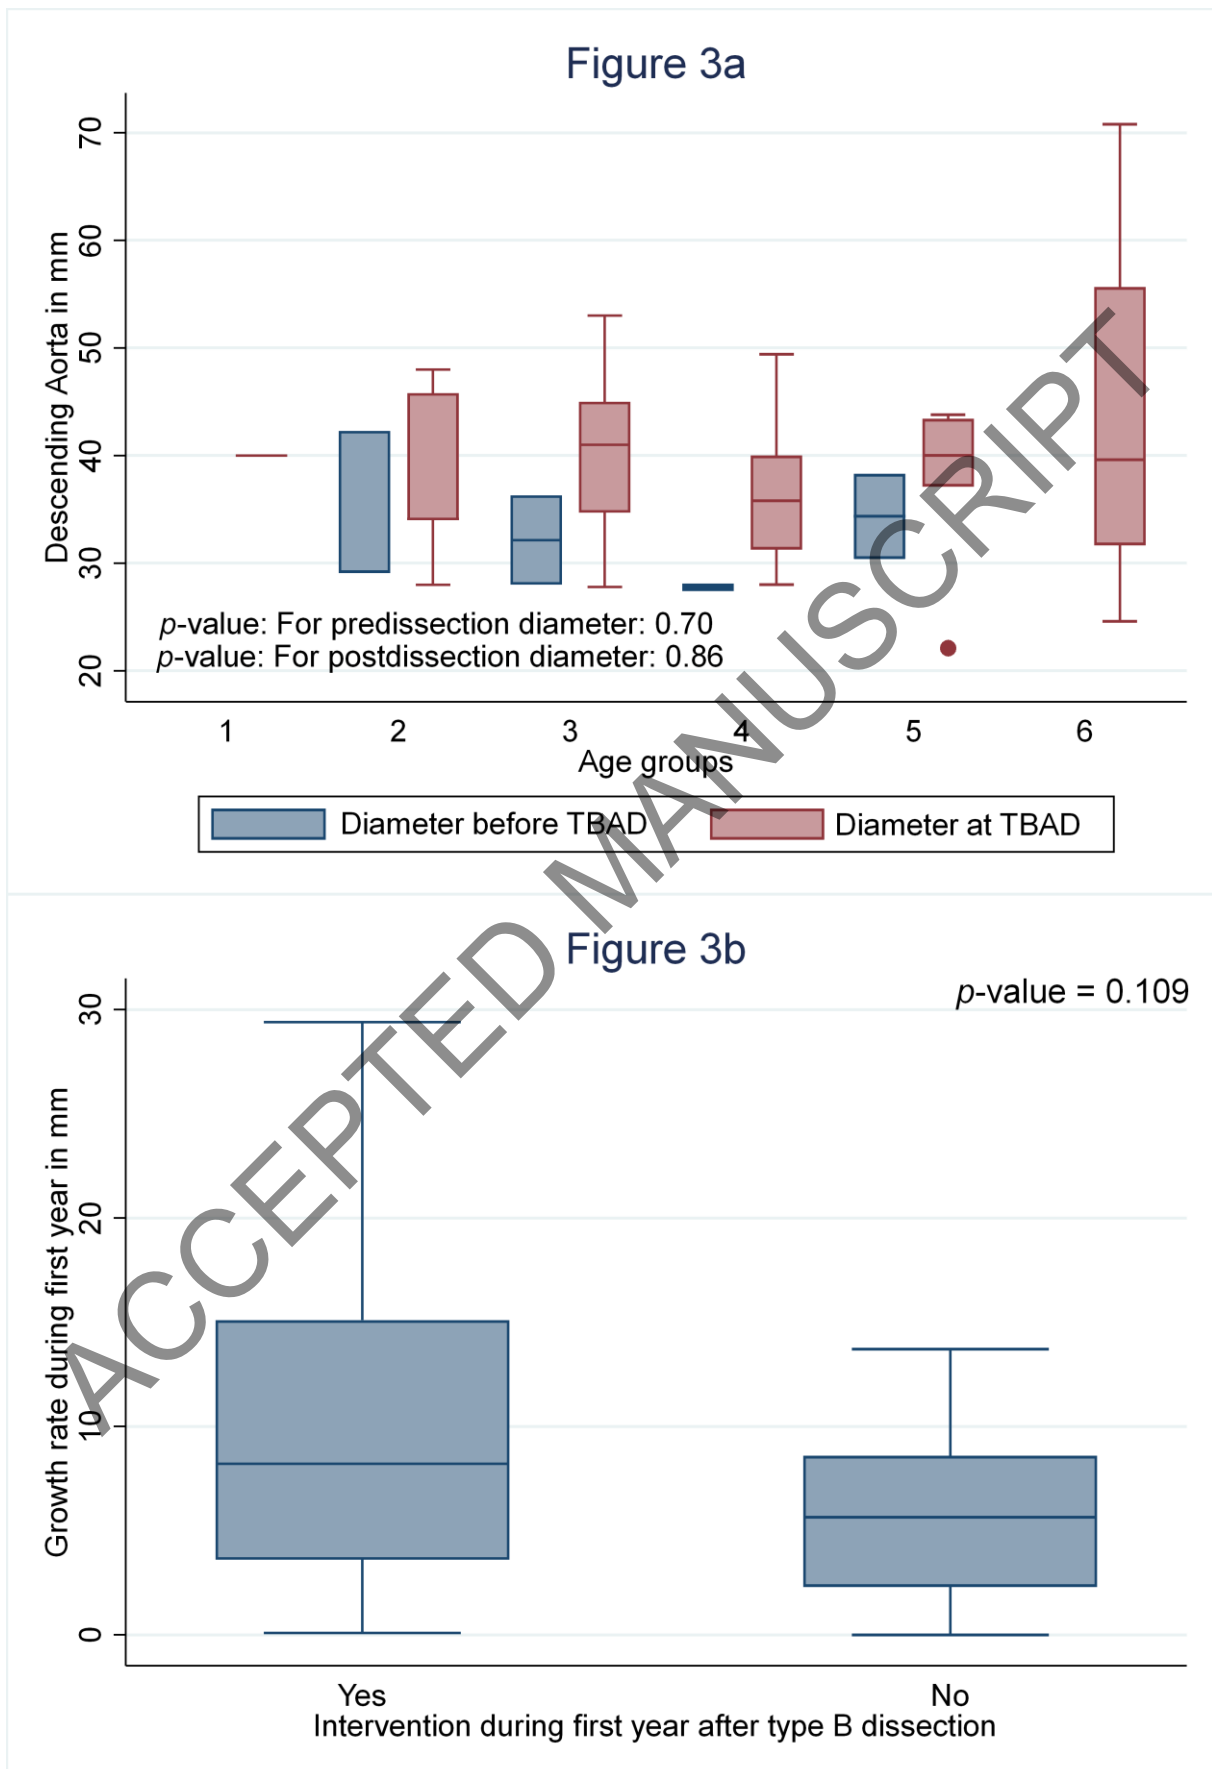 Figure 3a
70
60
50
40
30
20
Descending Aorta in mm
p-value: For predissection diameter: 0.70
p-value: For postdissection diameter: 0.86
1 2 3 4 5 6
Age groups
Diameter before TBAD Diameter at TBAD
ACCEPTED MANUSCRIPT
Figure 3b
p-value = 0.109
30
20
10
0
Growth rate during first year in mm
Yes No
Intervention during first year after type B dissection